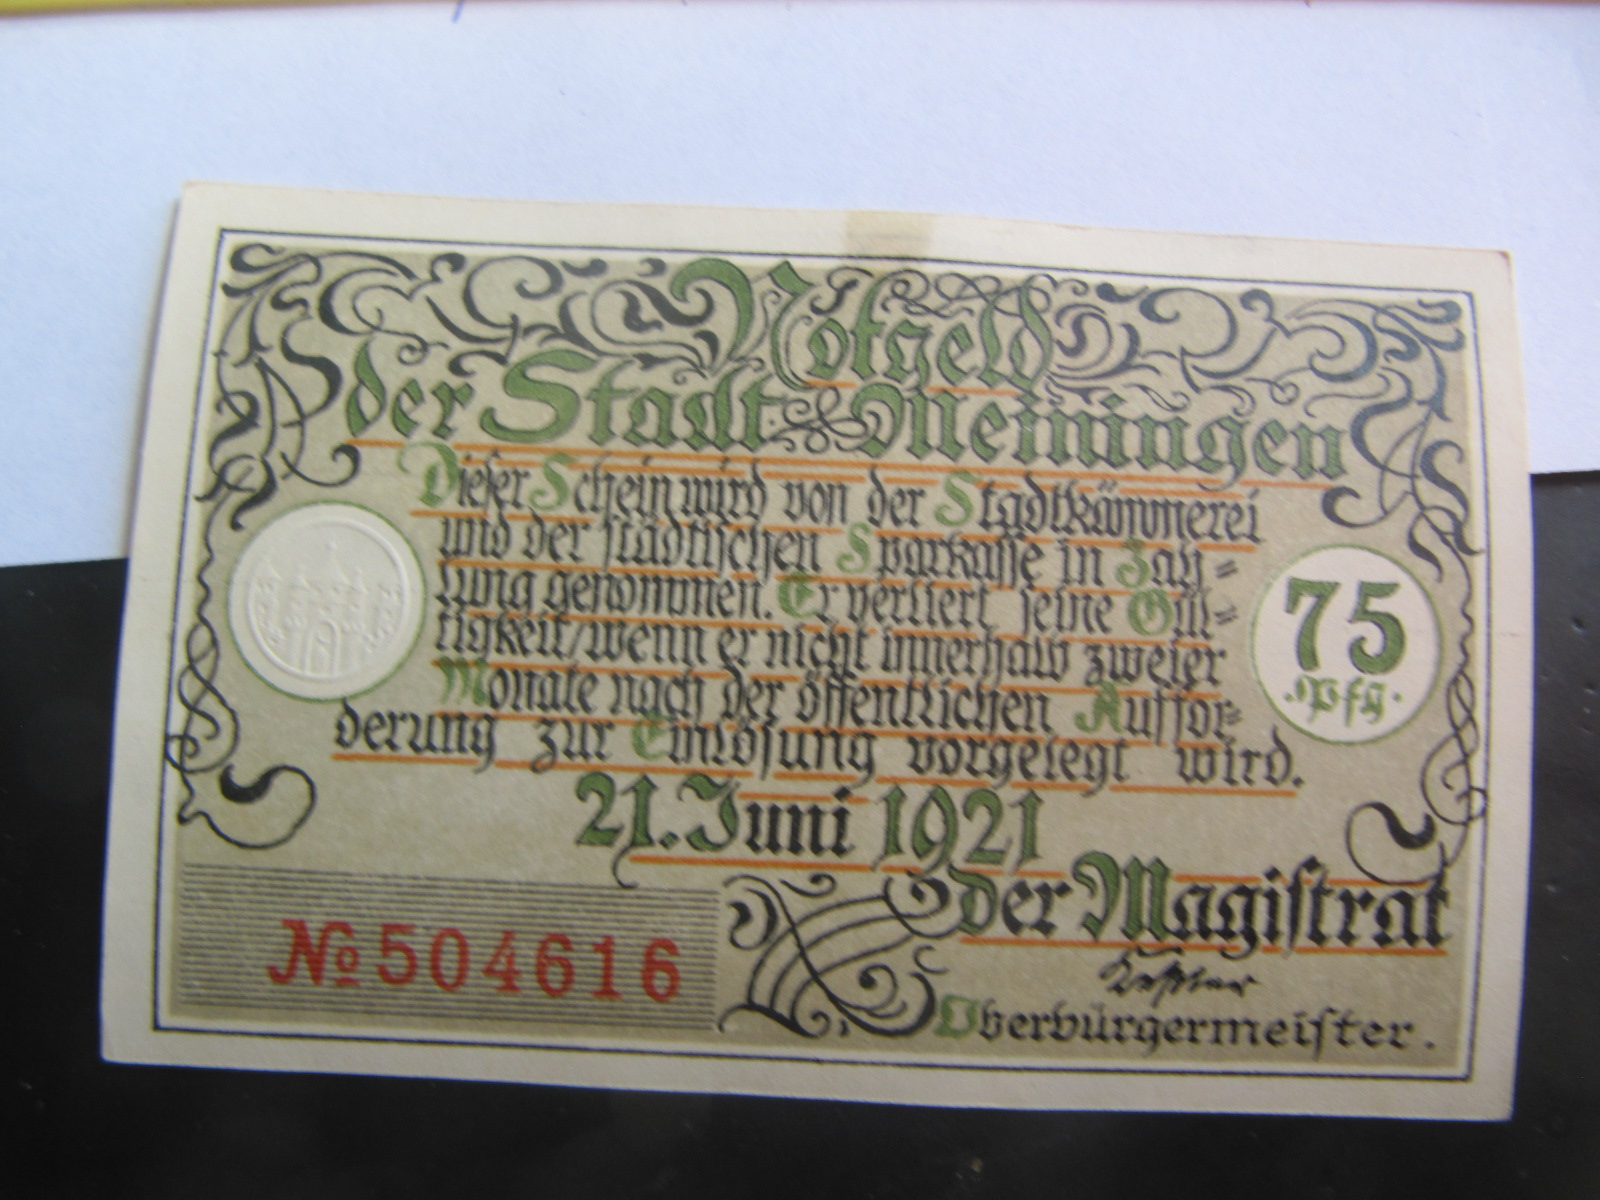 Notgeld
der Stadt Meiningen
Dieser Schein wird von der Stadtkämmerei
und der städtischen Sparkasse in Zah=
lung genommen. Er verliert seine Gül=
tigkeit/wenn er nicht innerhalb zweier
Monate nach der öffentlichen Auffor=
derung zur Einlösung vorgelegt wird.
75
·Pfg·
21. Juni 1921
der Magistrat
№ 504616
Oberbürgermeister.